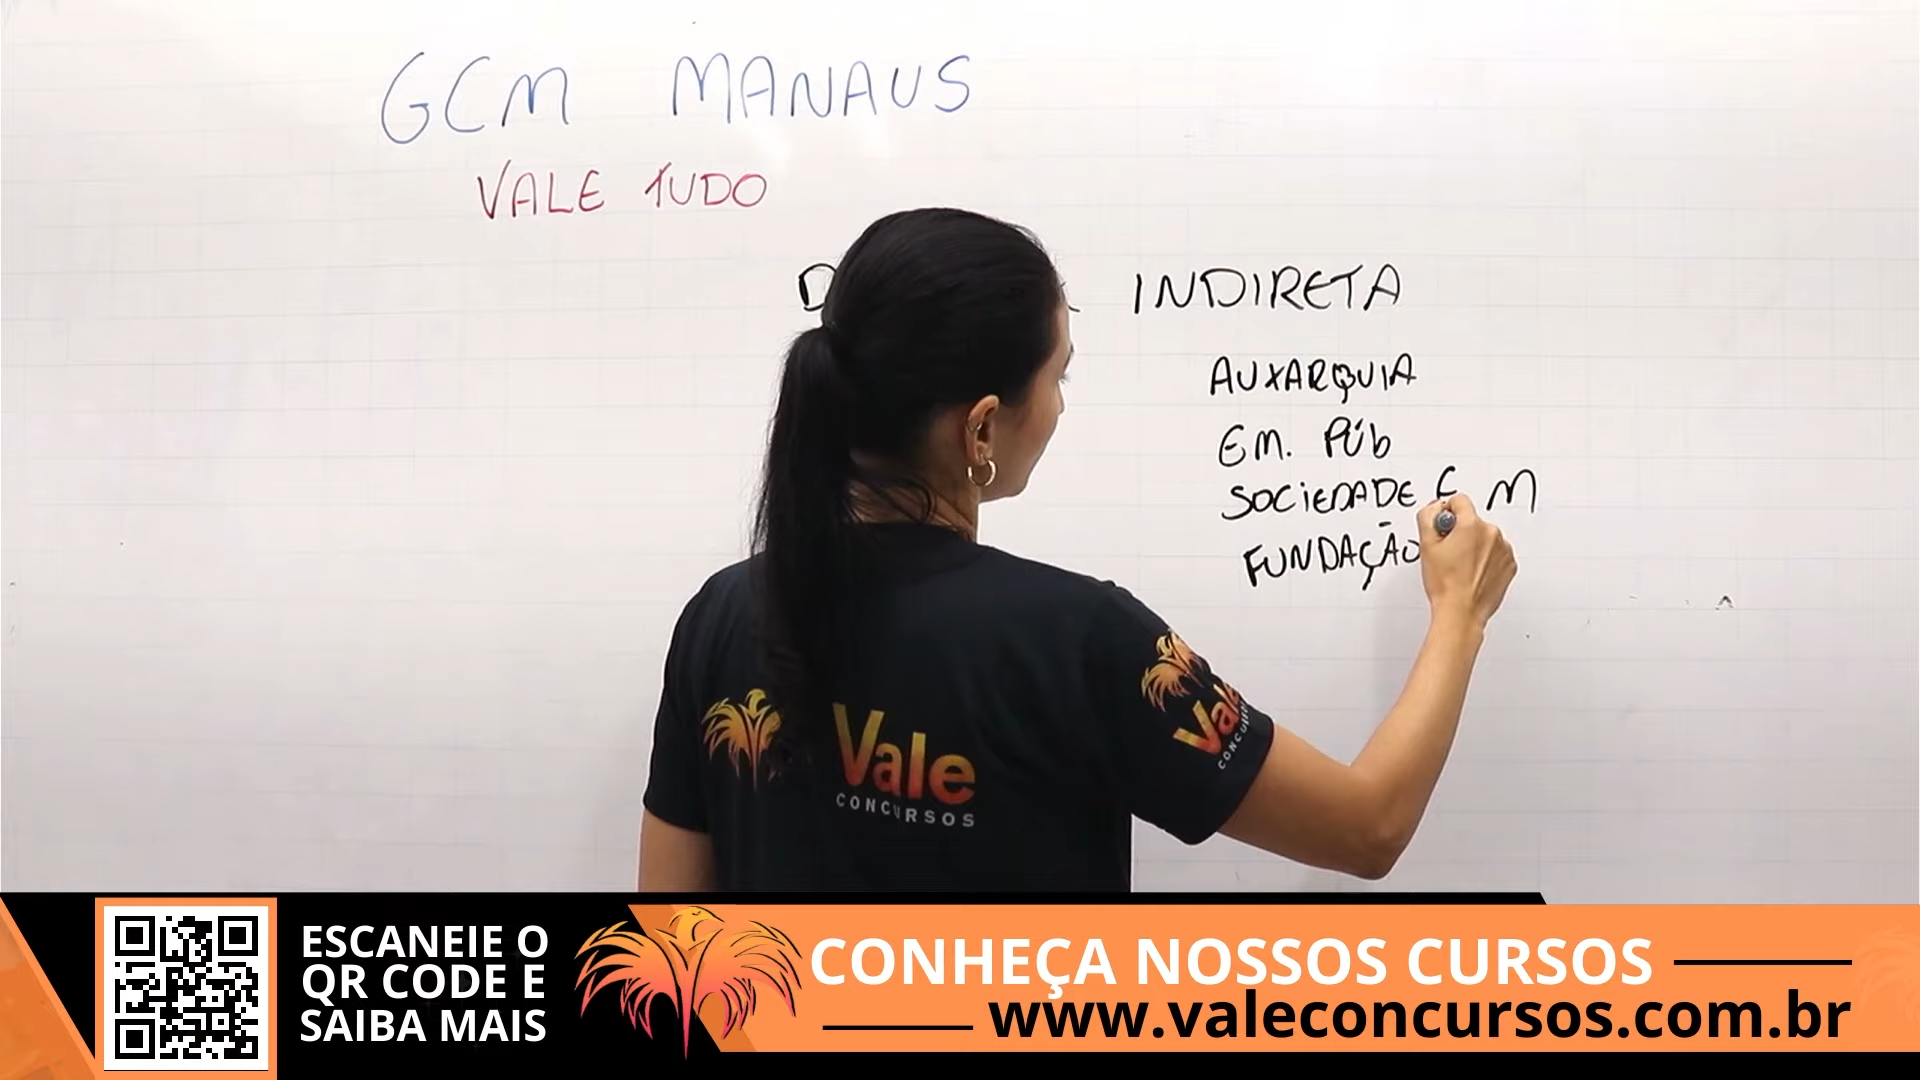 GCM MANAUS
VALE TUDO
INDIRETA
AUXARQUIA
EM. PÚb
SOCIEDADE E M
FUNDAÇÃO
Vale
CONCURSOS
Vale
ESCANEIE O
QR CODE E
SAIBA MAIS
CONHEÇA NOSSOS CURSOS
www.valeconcursos.com.br